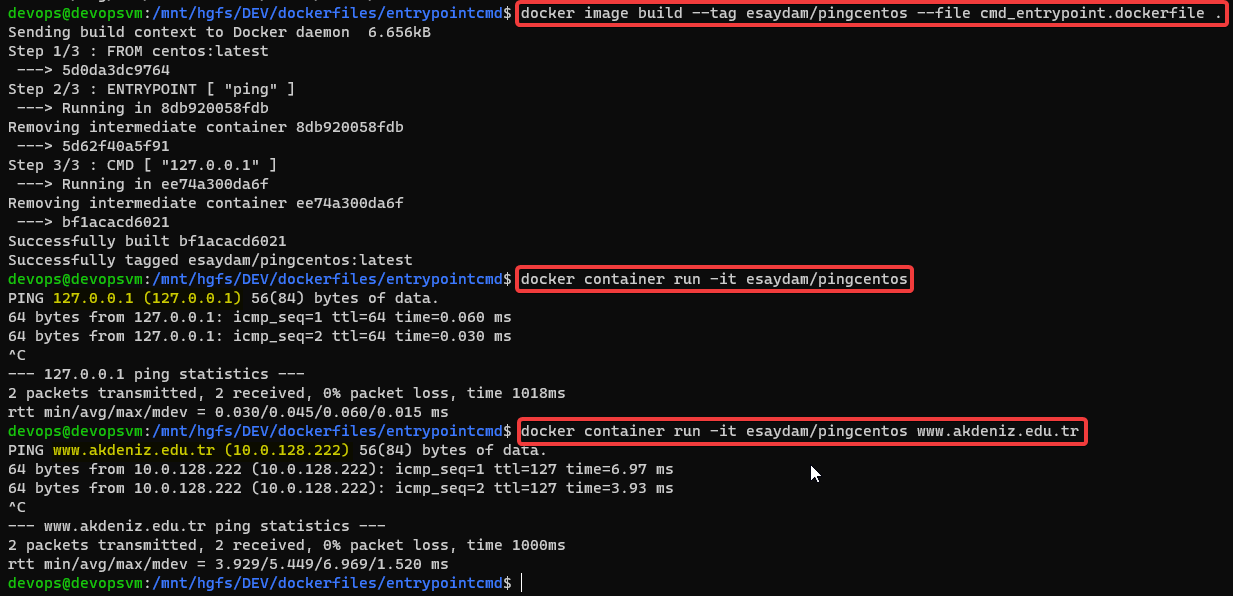 devops@devopsvm:/mnt/hgfs/DEV/dockerfiles/entrypointcmd$ docker image build --tag esaydam/pingcentos --file cmd_entrypoint.dockerfile .
Sending build context to Docker daemon  6.656kB
Step 1/3 : FROM centos:latest
 ---> 5d0da3dc9764
Step 2/3 : ENTRYPOINT [ "ping" ]
 ---> Running in 8db920058fdb
Removing intermediate container 8db920058fdb
 ---> 5d62f40a5f91
Step 3/3 : CMD [ "127.0.0.1" ]
 ---> Running in ee74a300da6f
Removing intermediate container ee74a300da6f
 ---> bf1acacd6021
Successfully built bf1acacd6021
Successfully tagged esaydam/pingcentos:latest
devops@devopsvm:/mnt/hgfs/DEV/dockerfiles/entrypointcmd$ docker container run -it esaydam/pingcentos
PING 127.0.0.1 (127.0.0.1) 56(84) bytes of data.
64 bytes from 127.0.0.1: icmp_seq=1 ttl=64 time=0.060 ms
64 bytes from 127.0.0.1: icmp_seq=2 ttl=64 time=0.030 ms
^C
--- 127.0.0.1 ping statistics ---
2 packets transmitted, 2 received, 0% packet loss, time 1018ms
rtt min/avg/max/mdev = 0.030/0.045/0.060/0.015 ms
devops@devopsvm:/mnt/hgfs/DEV/dockerfiles/entrypointcmd$ docker container run -it esaydam/pingcentos www.akdeniz.edu.tr
PING www.akdeniz.edu.tr (10.0.128.222) 56(84) bytes of data.
64 bytes from 10.0.128.222 (10.0.128.222): icmp_seq=1 ttl=127 time=6.97 ms
64 bytes from 10.0.128.222 (10.0.128.222): icmp_seq=2 ttl=127 time=3.93 ms
^C
--- www.akdeniz.edu.tr ping statistics ---
2 packets transmitted, 2 received, 0% packet loss, time 1000ms
rtt min/avg/max/mdev = 3.929/5.449/6.969/1.520 ms
devops@devopsvm:/mnt/hgfs/DEV/dockerfiles/entrypointcmd$